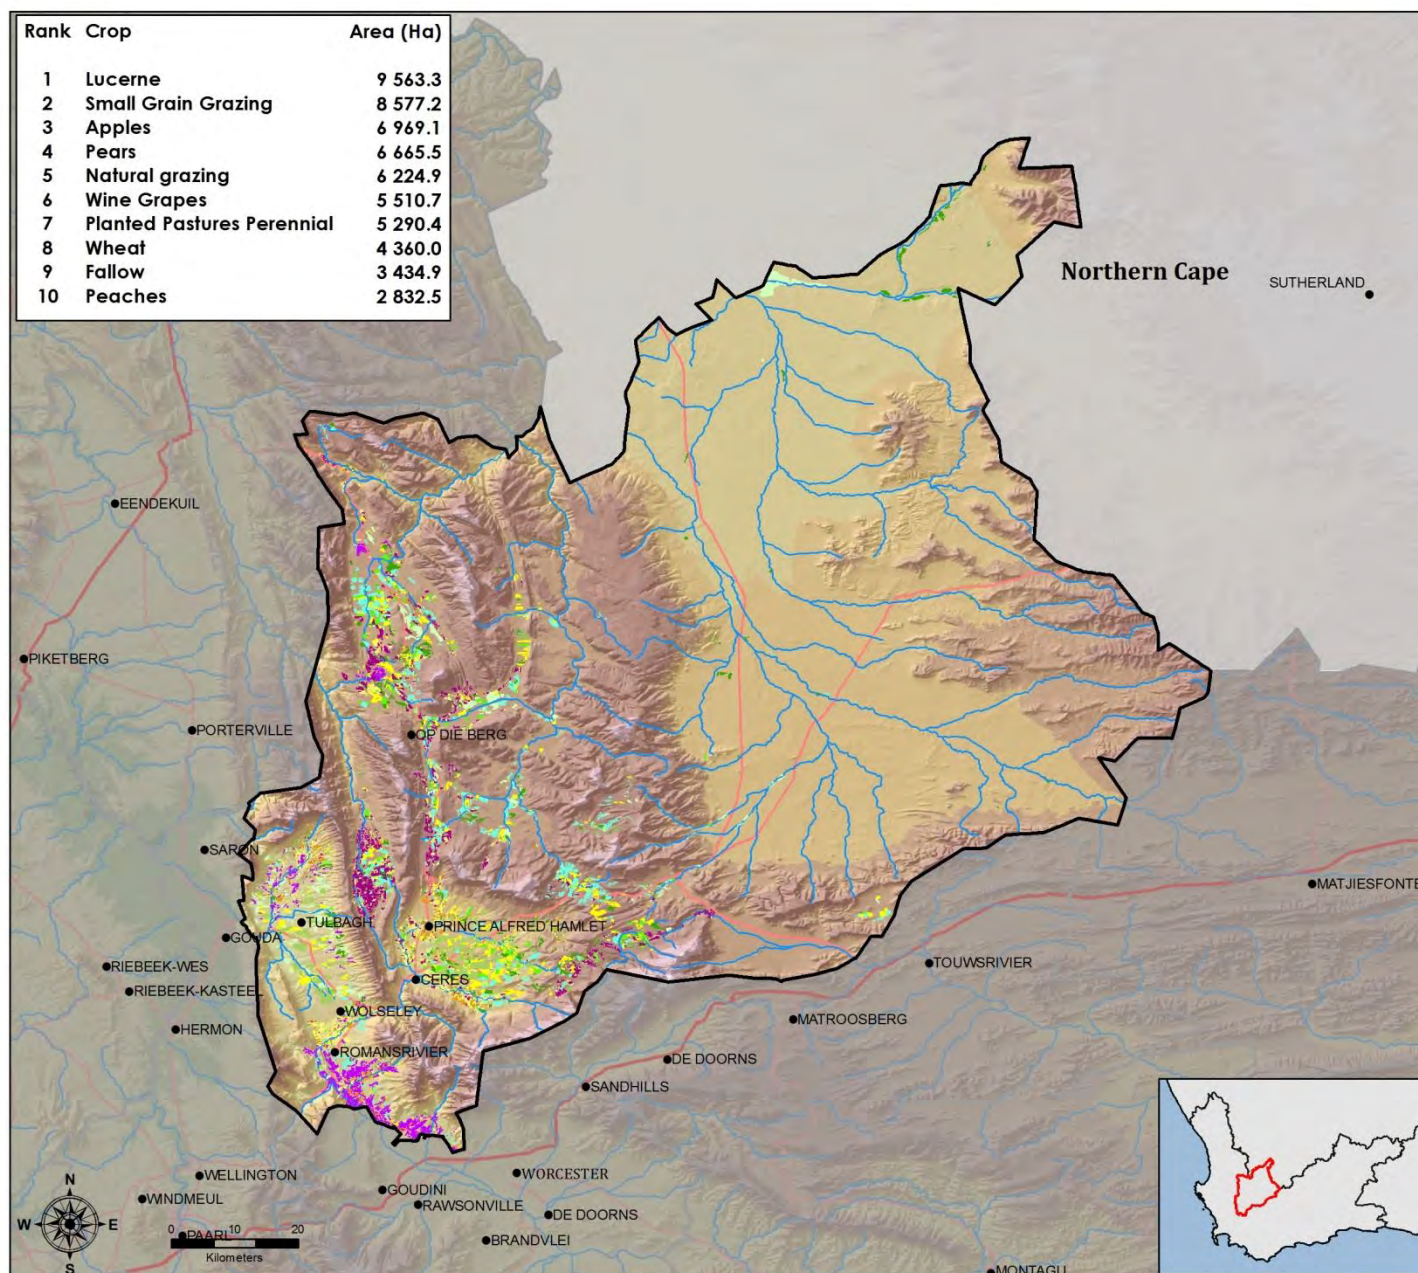 Rank Crop Area (Ha)
1 Lucerne 9 563.3
2 Small Grain Grazing 8 577.2
3 Apples 6 969.1
4 Pears 6 665.5
5 Natural grazing 6 224.9
6 Wine Grapes 5 510.7
7 Planted Pastures Perennial 5 290.4
8 Wheat 4 360.0
9 Fallow 3 434.9
10 Peaches 2 832.5
Northern Cape
SUTHERLAND
EENDEKUIL
PIKETBERG
PORTERVILLE
OP DIE BERG
SARON
MATJIESFONTE
TULBAGH
PRINCE ALFRED HAMLET
GOUDA
RIEBEEK-WES
TOUWSRIVIER
CERES
RIEBEEK-KASTEEL
WOLSELEY
MATROOSBERG
HERMON
ROMANSRIVIER
DE DOORNS
SANDHILLS
WELLINGTON
WORCESTER
GOUDINI
WINDMEUL
RAWSONVILLE
DE DOORNS
PAARL
BRANDVLEI
MONTAGU
N
W E
S
0 10 20
Kilometers